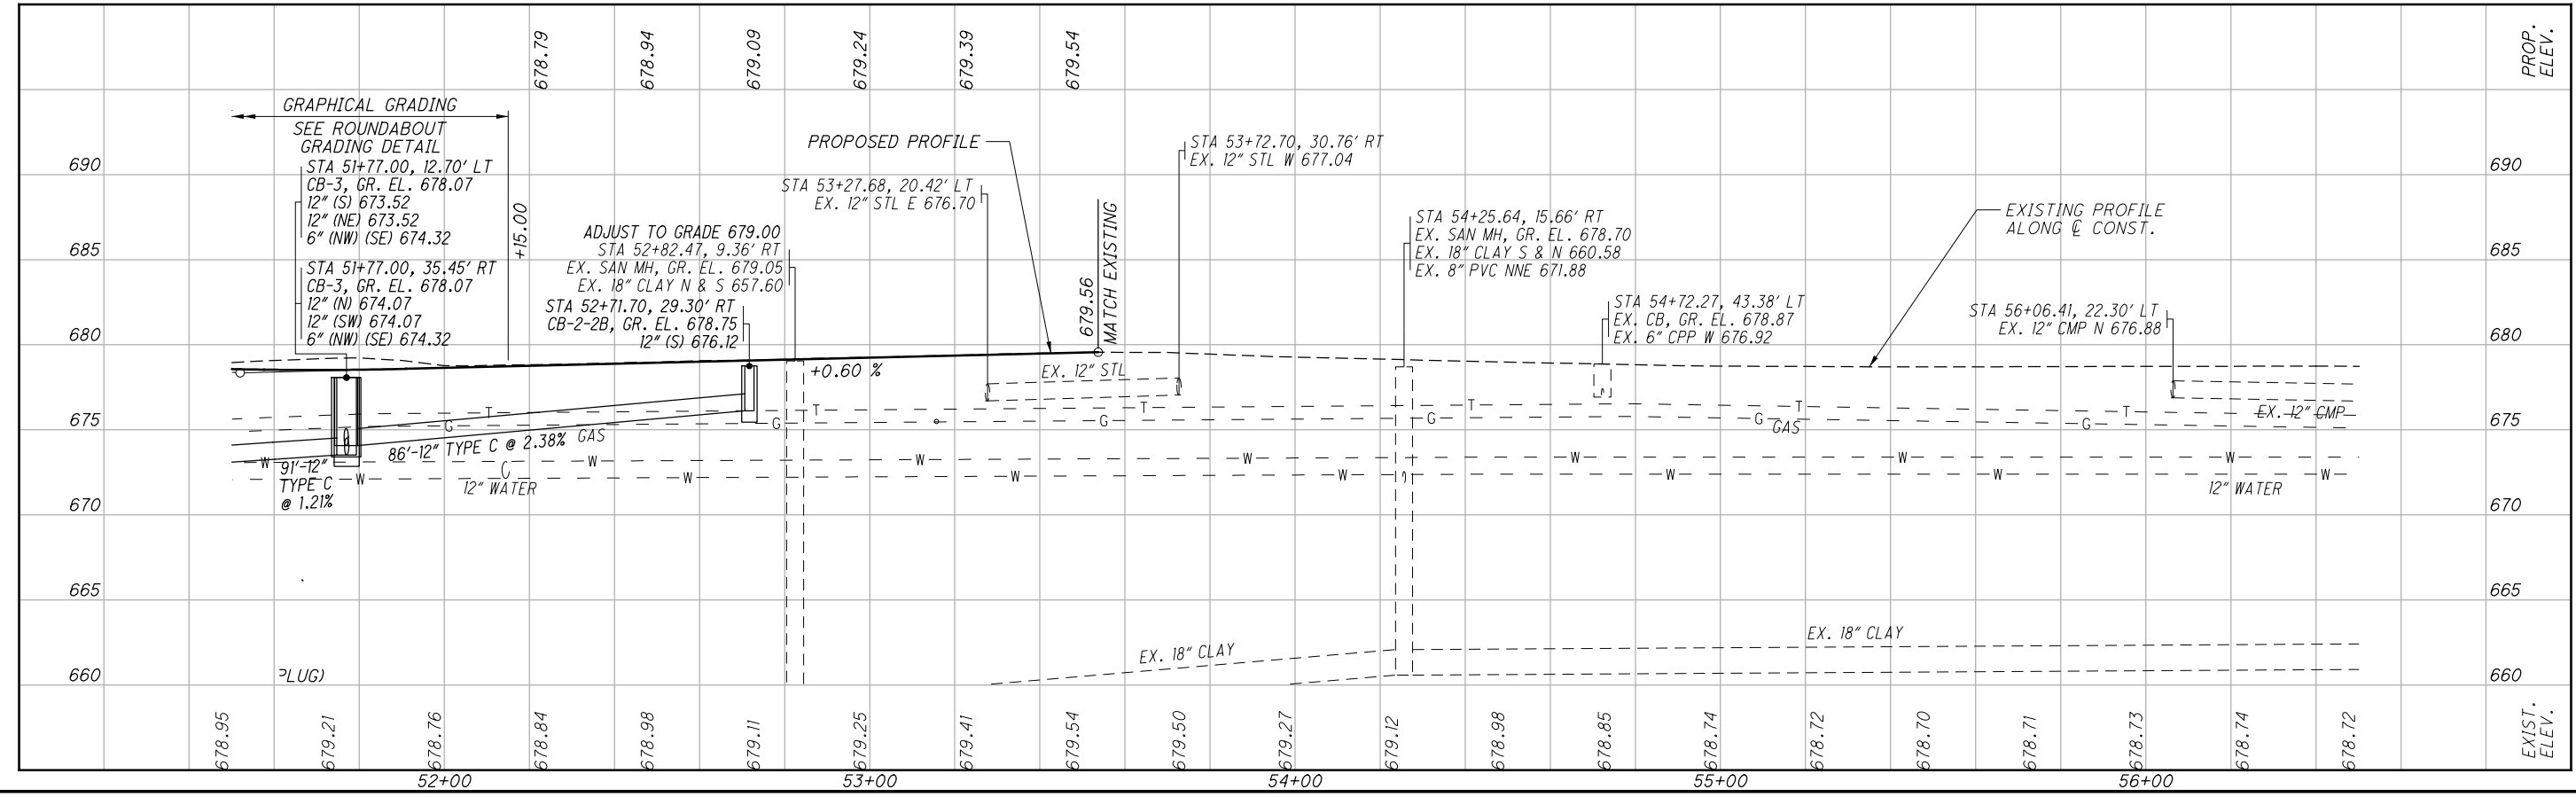 678.79
678.94
679.09
679.24
679.39
679.54
PROP.
ELEV.
GRAPHICAL GRADING
SEE ROUNDABOUT
GRADING DETAIL
+15.00
STA 51+77.00, 12.70' LT
CB-3, GR. EL. 678.07
12" (S) 673.52
12" (NE) 673.52
6" (NW) (SE) 674.32
STA 51+77.00, 35.45' RT
CB-3, GR. EL. 678.07
12" (N) 674.07
12" (SW) 674.07
6" (NW) (SE) 674.32
ADJUST TO GRADE 679.00
STA 52+82.47, 9.36' RT
EX. SAN MH, GR. EL. 679.05
EX. 18" CLAY N & S 657.60
STA 52+71.70, 29.30' RT
CB-2-2B, GR. EL. 678.75
12" (S) 676.12
PROPOSED PROFILE
STA 53+27.68, 20.42' LT
EX. 12" STL E 676.70
679.56
MATCH EXISTING
STA 53+72.70, 30.76' RT
EX. 12" STL W 677.04
STA 54+25.64, 15.66' RT
EX. SAN MH, GR. EL. 678.70
EX. 18" CLAY S & N 660.58
EX. 8" PVC NNE 671.88
STA 54+72.27, 43.38' LT
EX. CB, GR. EL. 678.87
EX. 6" CPP W 676.92
EXISTING PROFILE
ALONG ℄ CONST.
STA 56+06.41, 22.30' LT
EX. 12" CMP N 676.88
690
690
685
685
680
680
675
675
670
670
665
665
660
660
+0.60 %
EX. 12" STL
T
T
T
T
T
T
G
G
G
G
G
G
GAS
GAS
EX. 12" CMP
86'-12" TYPE C @ 2.38%
91'-12"
TYPE C
@ 1.21%
W
W
W
W
W
W
W
W
W
W
W
W
W
W
12" WATER
12" WATER
EX. 18" CLAY
EX. 18" CLAY
PLUG)
678.95
679.21
678.76
678.84
678.98
679.11
679.25
679.41
679.54
679.50
679.27
679.12
678.98
678.85
678.74
678.72
678.70
678.71
678.73
678.74
678.72
EXIST.
ELEV.
52+00
53+00
54+00
55+00
56+00